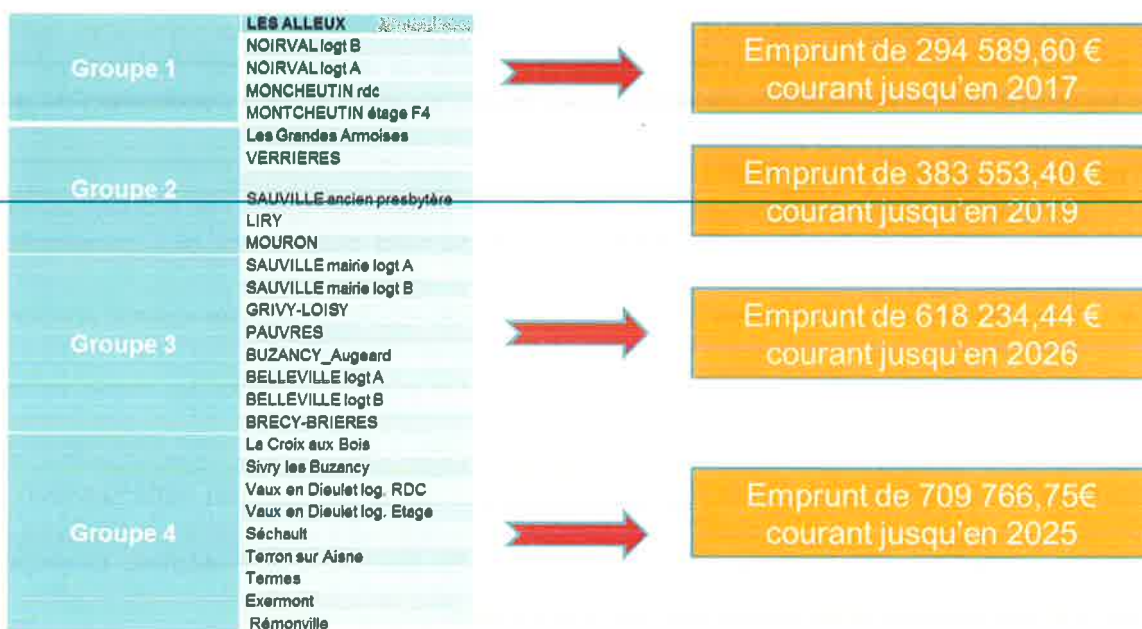 Groupe 1
LES ALLEUX
NOIRVAL logt B
NOIRVAL logt A
MONCHEUTIN rdc
MONTCHEUTIN étage F4
Emprunt de 294 589,60 €
courant jusqu'en 2017
Groupe 2
Les Grandes Armoises
VERRIERES
SAUVILLE ancien presbytère
LIRY
MOURON
Emprunt de 383 553,40 €
courant jusqu'en 2019
Groupe 3
SAUVILLE mairie logt A
SAUVILLE mairie logt B
GRIVY-LOISY
PAUVRES
BUZANCY_Augeard
BELLEVILLE logt A
BELLEVILLE logt B
BRECY-BRIERES
Emprunt de 618 234,44 €
courant jusqu'en 2026
Groupe 4
La Croix aux Bois
Sivry les Buzancy
Vaux en Dieulet log. RDC
Vaux en Dieulet log. Etage
Séchault
Terron sur Aisne
Termes
Exermont
Rémonville
Emprunt de 709 766,75€
courant jusqu'en 2025